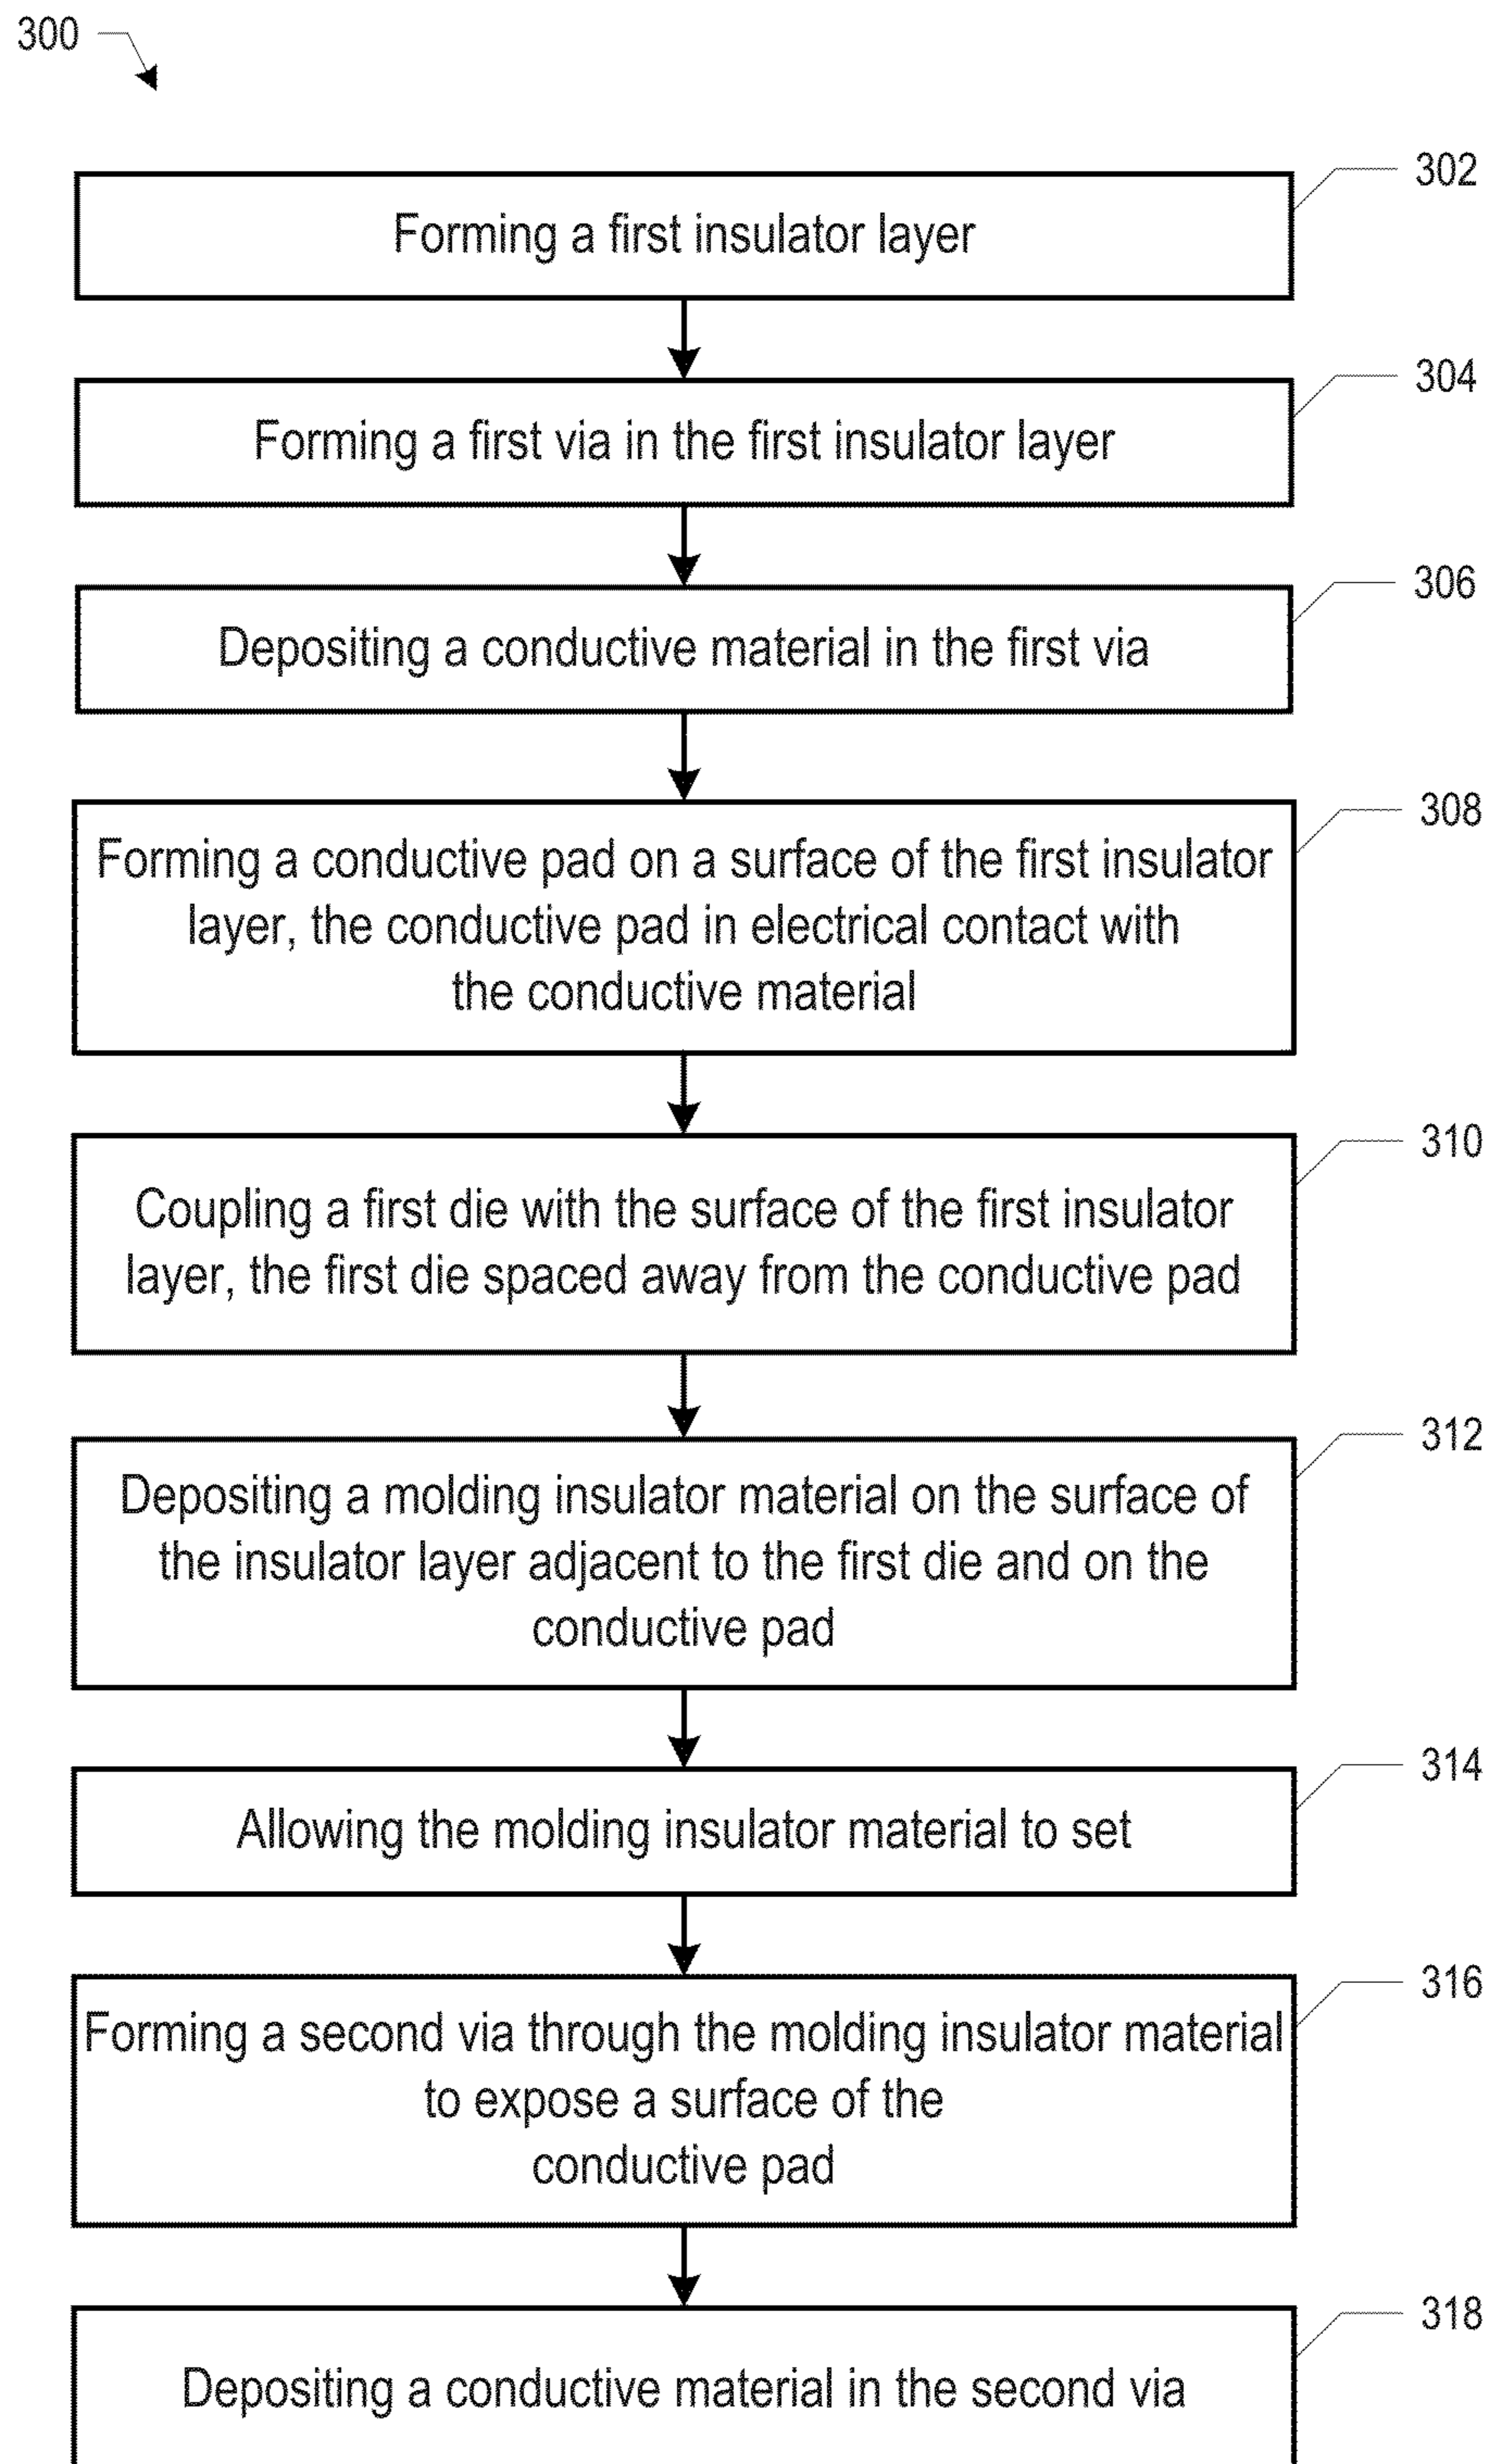 300
302
Forming a first insulator layer
304
Forming a first via in the first insulator layer
306
Depositing a conductive material in the first via
308
Forming a conductive pad on a surface of the first insulator
layer, the conductive pad in electrical contact with
the conductive material
310
Coupling a first die with the surface of the first insulator
layer, the first die spaced away from the conductive pad
312
Depositing a molding insulator material on the surface of
the insulator layer adjacent to the first die and on the
conductive pad
314
Allowing the molding insulator material to set
316
Forming a second via through the molding insulator material
to expose a surface of the
conductive pad
318
Depositing a conductive material in the second via